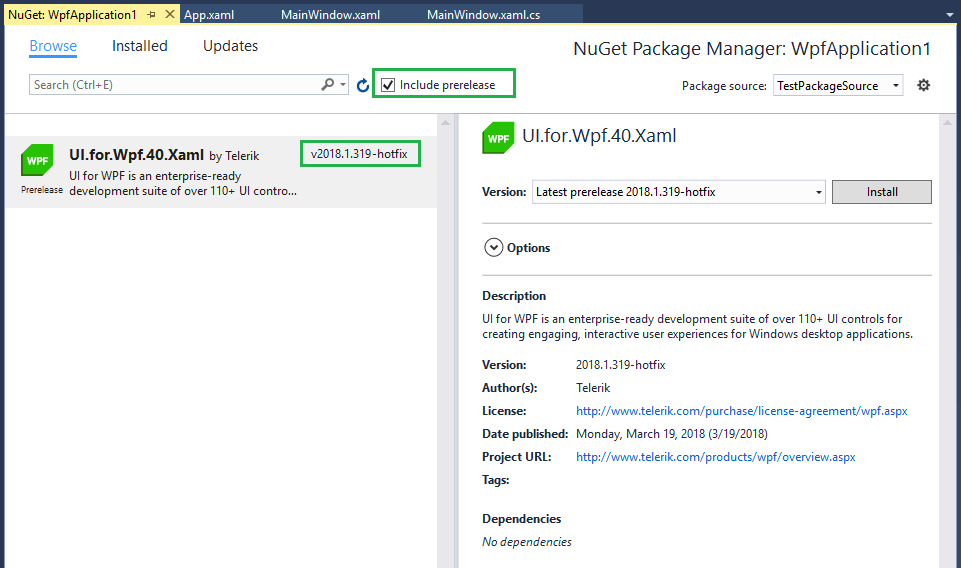 NuGet: WpfApplication1
App.xaml
MainWindow.xaml
MainWindow.xaml.cs
Browse
Installed
Updates
NuGet Package Manager: WpfApplication1
Search (Ctrl+E)
Include prerelease
Package source:
TestPackageSource
WPF
Prerelease
UI.for.Wpf.40.Xaml by Telerik
v2018.1.319-hotfix
UI for WPF is an enterprise-ready
development suite of over 110+ UI contro...
WPF
UI.for.Wpf.40.Xaml
Version:
Latest prerelease 2018.1.319-hotfix
Install
Options
Description
UI for WPF is an enterprise-ready development suite of over 110+ UI controls for
creating engaging, interactive user experiences for Windows desktop applications.
Version: 2018.1.319-hotfix
Author(s): Telerik
License: http://www.telerik.com/purchase/license-agreement/wpf.aspx
Date published: Monday, March 19, 2018 (3/19/2018)
Project URL: http://www.telerik.com/products/wpf/overview.aspx
Tags:
Dependencies
No dependencies